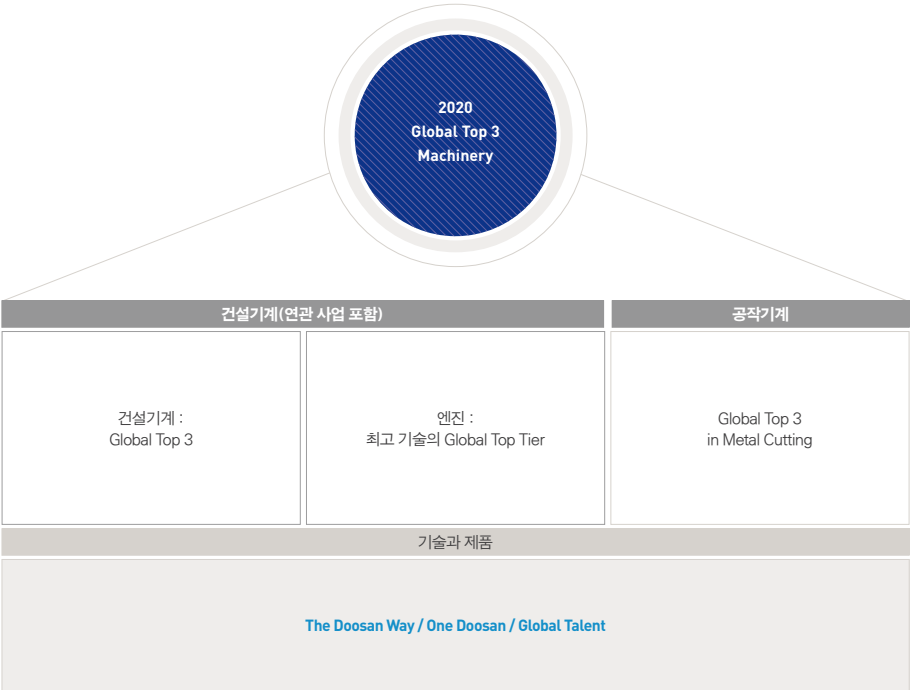 2020
Global Top 3
Machinery
건설기계(연관 사업 포함)
공작기계
건설기계 :
Global Top 3
엔진 :
최고 기술의 Global Top Tier
Global Top 3
in Metal Cutting
기술과 제품
The Doosan Way / One Doosan / Global Talent